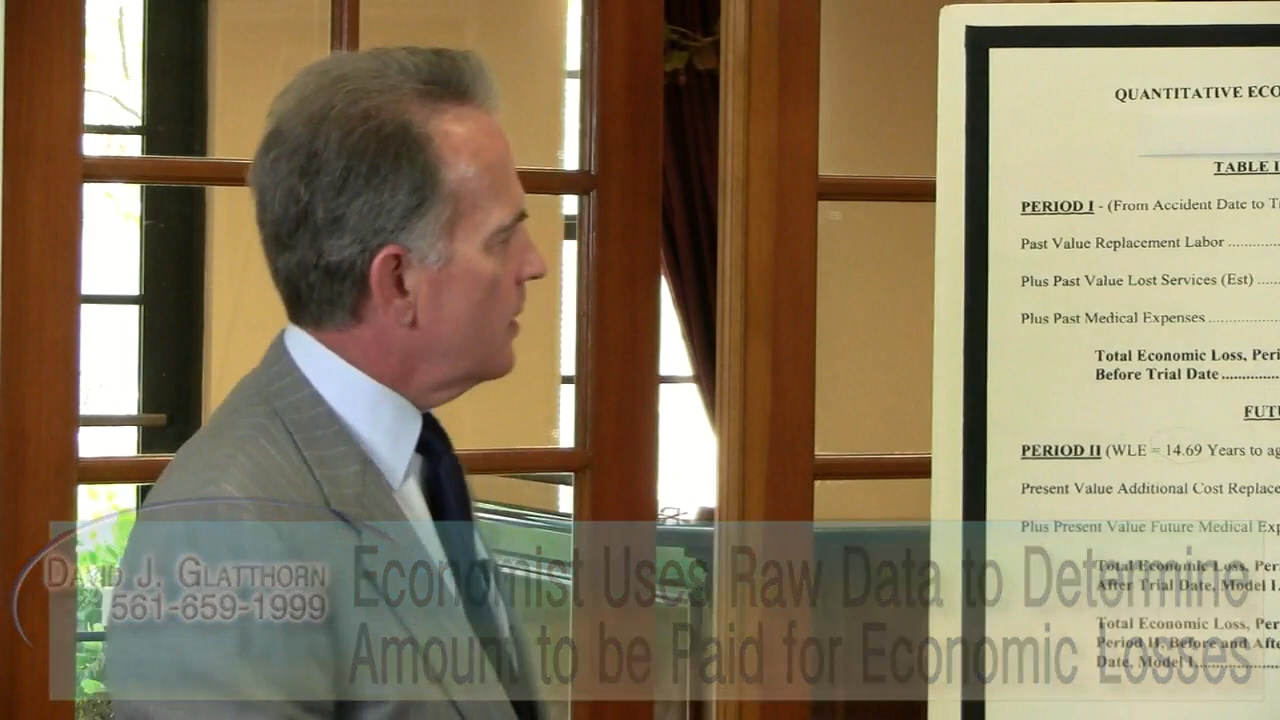 QUANTITATIVE ECO
TABLE I
PERIOD I - (From Accident Date to T
Past Value Replacement Labor
Plus Past Value Lost Services (Est)
Plus Past Medical Expenses
Total Economic Loss, Peri
Before Trial Date
FUTU
PERIOD II (WLE = 14.69 Years to ag
Present Value Additional Cost Replace
Plus Present Value Future Medical Exp
Total Economic Loss, Per
After Trial Date, Model I
Total Economic Loss, Per
Period II, Before and Afte
Date, Model I
DAVID J. GLATTHORN
561-659-1999
Economist Uses Raw Data to Determine
Amount to be Paid for Economic Losses